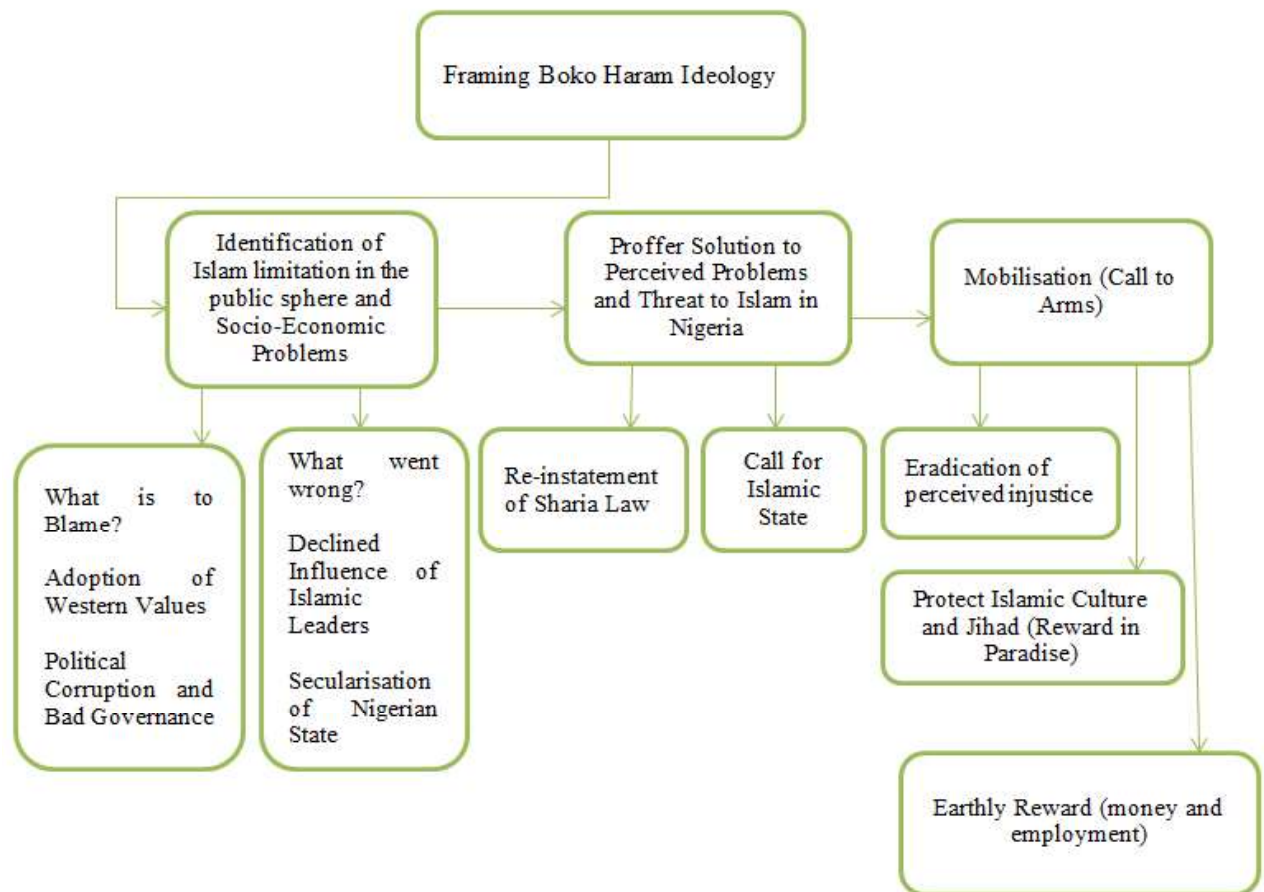 Framing Boko Haram Ideology
Identification of
Islam limitation in the
public sphere and
Socio-Economic
Problems
Proffer Solution to
Perceived Problems
and Threat to Islam in
Nigeria
Mobilisation (Call to
Arms)
What is to
Blame?
Adoption of
Western Values
Political
Corruption and
Bad Governance
What went
wrong?
Declined
Influence of
Islamic
Leaders
Secularisation
of Nigerian
State
Re-instatement
of Sharia Law
Call for
Islamic
State
Eradication of
perceived injustice
Protect Islamic Culture
and Jihad (Reward in
Paradise)
Earthly Reward (money and
employment)